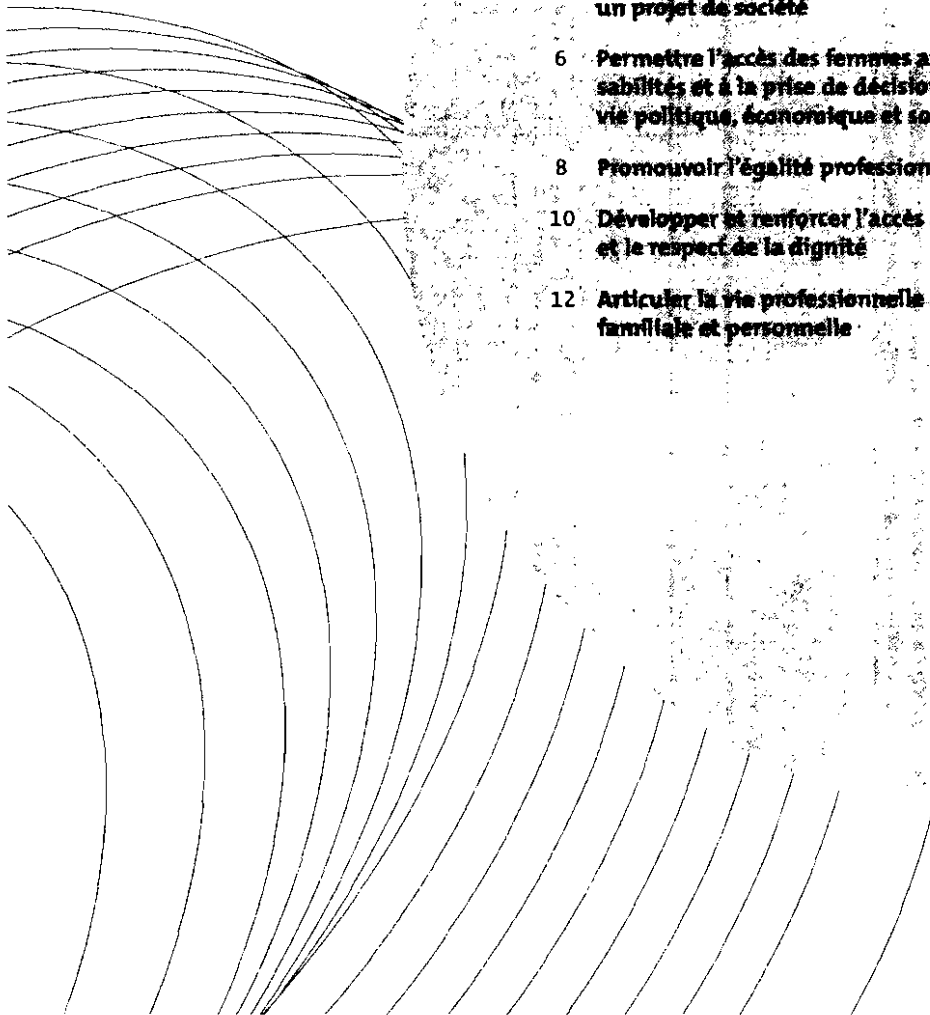 un projet de société
6 Permettre l'accès des femmes a
sabilités et à la prise de décisio
vie politique, économique et so
8 Promouvoir l'égalité profession
10 Développer et renforcer l'accès
et le respect de la dignité
12 Articuler la vie professionnelle
familiale et personnelle